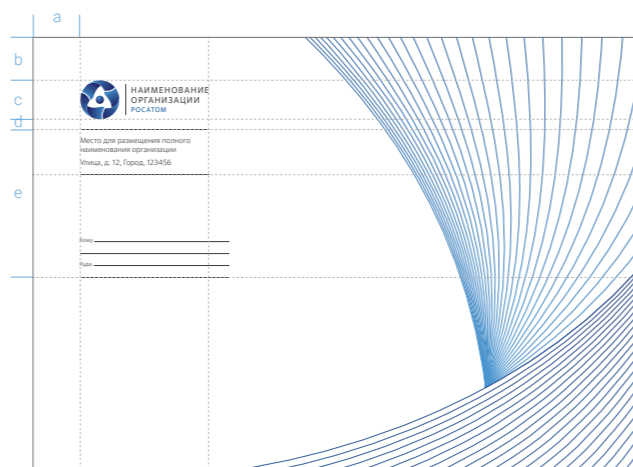 a
b
c
d
e
НАИМЕНОВАНИЕ
ОРГАНИЗАЦИИ
РОСАТОМ
Место для размещения полного
наименования организации
Улица, д. 12, Город, 123456
Кому
Куда